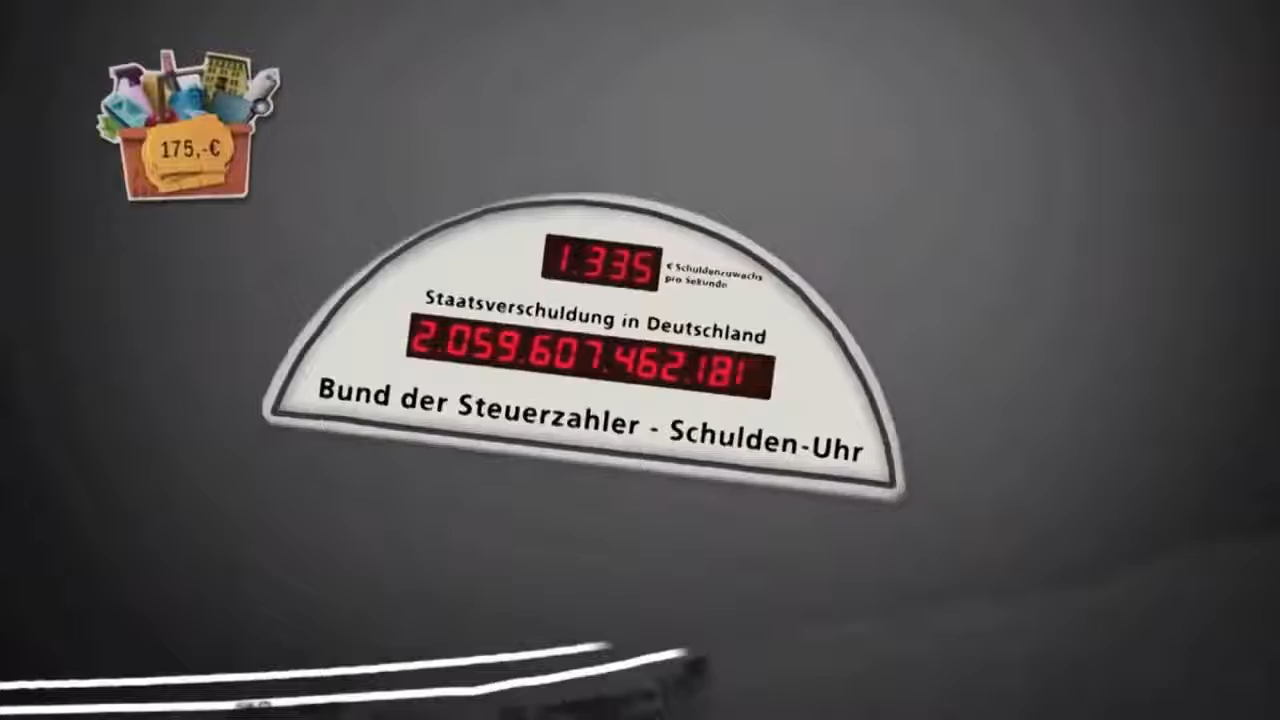 175,-€
1.335
€ Schuldenzuwachs
pro Sekunde
Staatsverschuldung in Deutschland
2.059.607.462.181
Bund der Steuerzahler - Schulden-Uhr